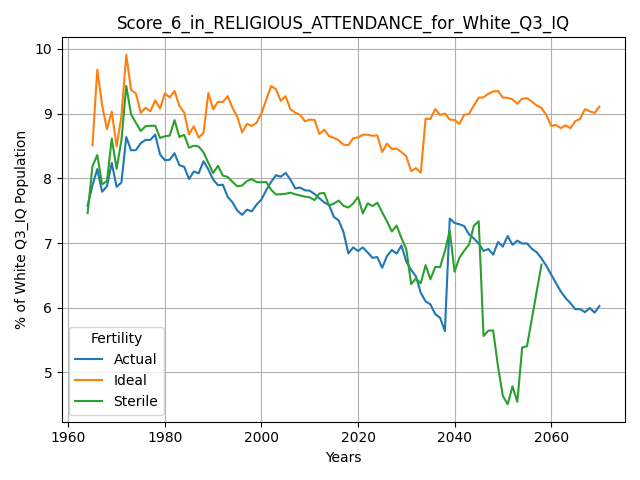 Score_6_in_RELIGIOUS_ATTENDANCE_for_White_Q3_IQ
% of White Q3_IQ Population
10
9
8
7
6
5
Fertility
Actual
Ideal
Sterile
1960 1980 2000 2020 2040 2060
Years